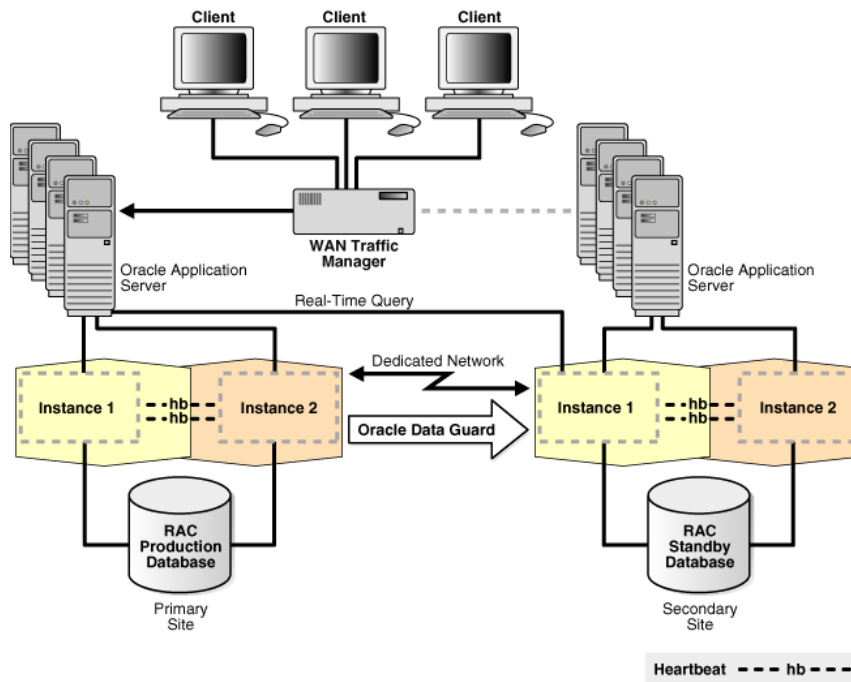 Client
Client
Client
WAN Traffic
Manager
Oracle Application
Server
Oracle Application
Server
Real-Time Query
Dedicated Network
Instance 1
hb
hb
Instance 2
Oracle Data Guard
Instance 1
hb
hb
Instance 2
RAC
Production
Database
RAC
Standby
Database
Primary
Site
Secondary
Site
Heartbeat hb